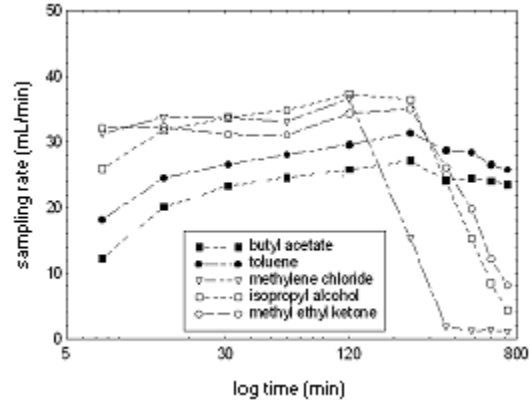 50
40
30
20
10
0
sampling rate (mL/min)
butyl acetate
toluene
methylene chloride
isopropyl alcohol
methyl ethyl ketone
5 30 120 800
log time (min)